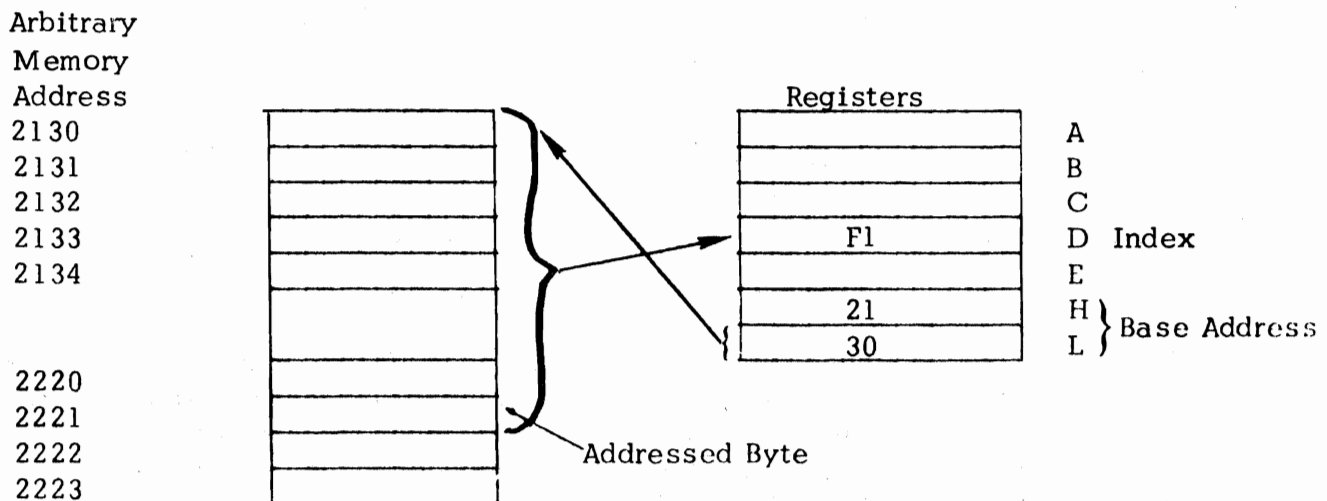 Arbitrary
Memory
Address
Registers
2130
A
2131
B
2132
C
2133
F1
D Index
2134
E
21
H
Base Address
30
L
2220
2221
Addressed Byte
2222
2223